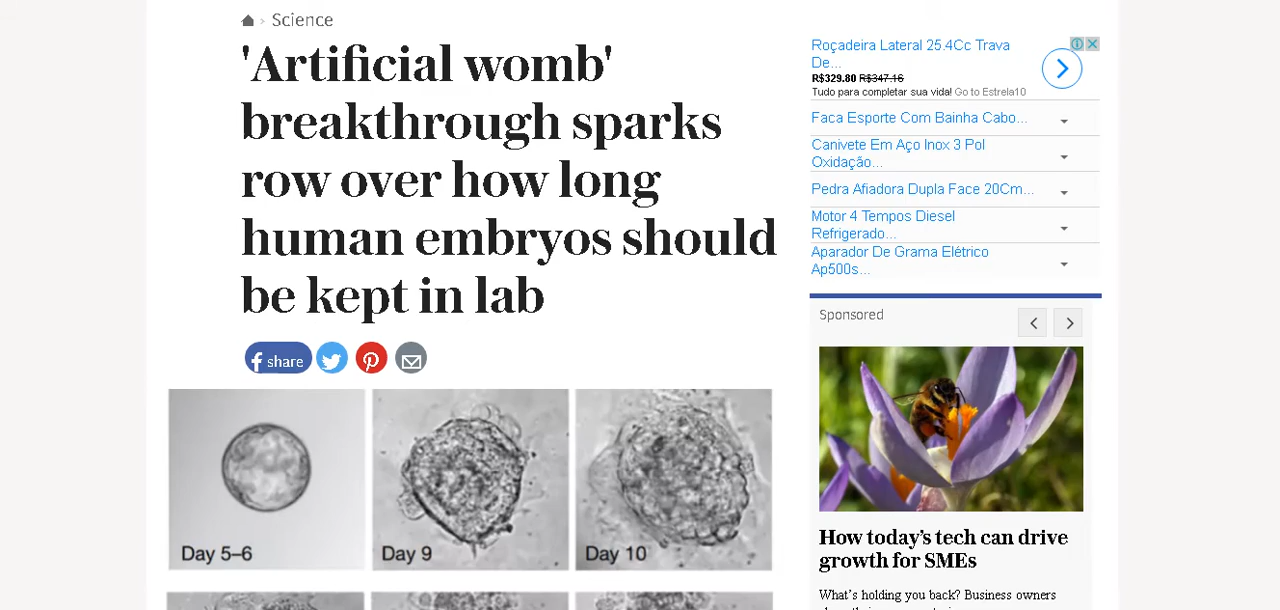 Science
'Artificial womb'
breakthrough sparks
row over how long
human embryos should
be kept in lab
share
Day 5–6
Day 9
Day 10
Roçadeira Lateral 25.4Cc Trava
De...
R$329.80 R$347.16
Tudo para completar sua vida! Go to Estrela10
Faca Esporte Com Bainha Cabo...
Canivete Em Aço Inox 3 Pol
Oxidação...
Pedra Afiadora Dupla Face 20Cm...
Motor 4 Tempos Diesel
Refrigerado...
Aparador De Grama Elétrico
Ap500s...
Sponsored
How today's tech can drive
growth for SMEs
What's holding you back? Business owners